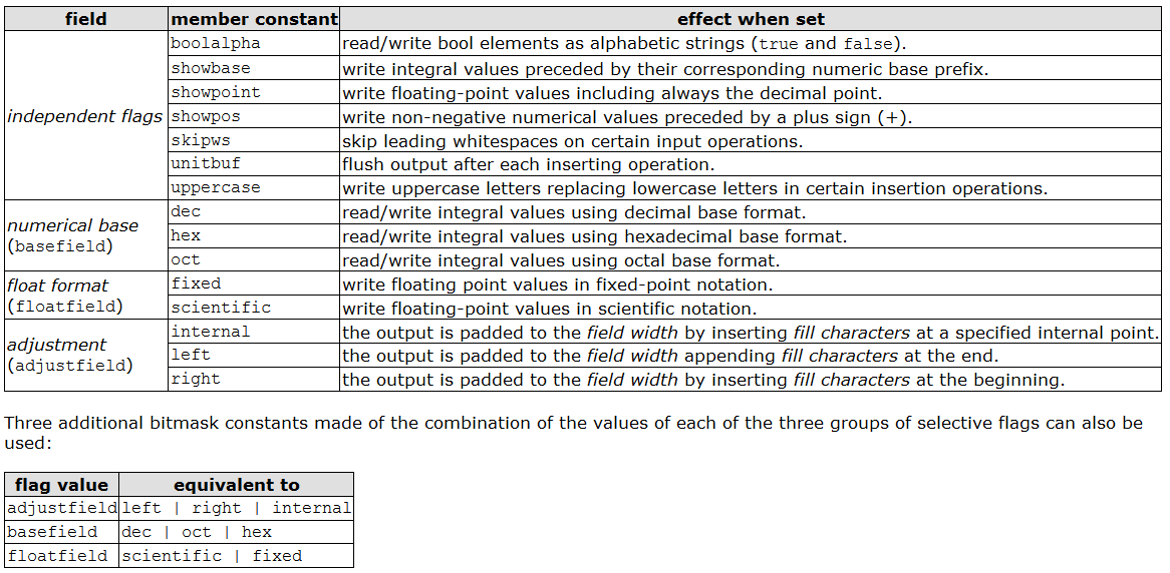 field member constant effect when set
independent flags boolalpha read/write bool elements as alphabetic strings (true and false).
showbase write integral values preceded by their corresponding numeric base prefix.
showpoint write floating-point values including always the decimal point.
showpos write non-negative numerical values preceded by a plus sign (+).
skipws skip leading whitespaces on certain input operations.
unitbuf flush output after each inserting operation.
uppercase write uppercase letters replacing lowercase letters in certain insertion operations.
numerical base
(basefield)
dec read/write integral values using decimal base format.
hex read/write integral values using hexadecimal base format.
oct read/write integral values using octal base format.
float format
(floatfield)
fixed write floating point values in fixed-point notation.
scientific write floating-point values in scientific notation.
adjustment
(adjustfield)
internal the output is padded to the field width by inserting fill characters at a specified internal point.
left the output is padded to the field width appending fill characters at the end.
right the output is padded to the field width by inserting fill characters at the beginning.
Three additional bitmask constants made of the combination of the values of each of the three groups of selective flags can also be
used:
flag value equivalent to
adjustfield left | right | internal
basefield dec | oct | hex
floatfield scientific | fixed